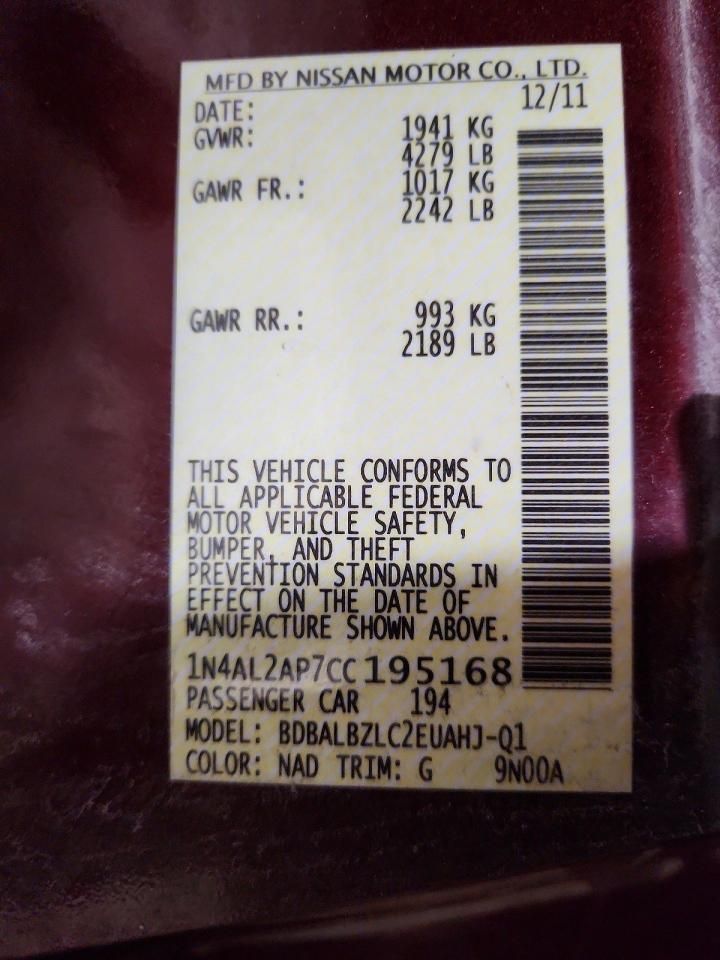 MFD BY NISSAN MOTOR CO., LTD.
DATE: 12/11
GVWR: 1941 KG
4279 LB
GAWR FR.: 1017 KG
2242 LB
GAWR RR.: 993 KG
2189 LB
THIS VEHICLE CONFORMS TO
ALL APPLICABLE FEDERAL
MOTOR VEHICLE SAFETY,
BUMPER, AND THEFT
PREVENTION STANDARDS IN
EFFECT ON THE DATE OF
MANUFACTURE SHOWN ABOVE.
1N4AL2AP7CC195168
PASSENGER CAR 194
MODEL: BDBALBZLC2EUAHJ-Q1
COLOR: NAD TRIM: G 9N00A